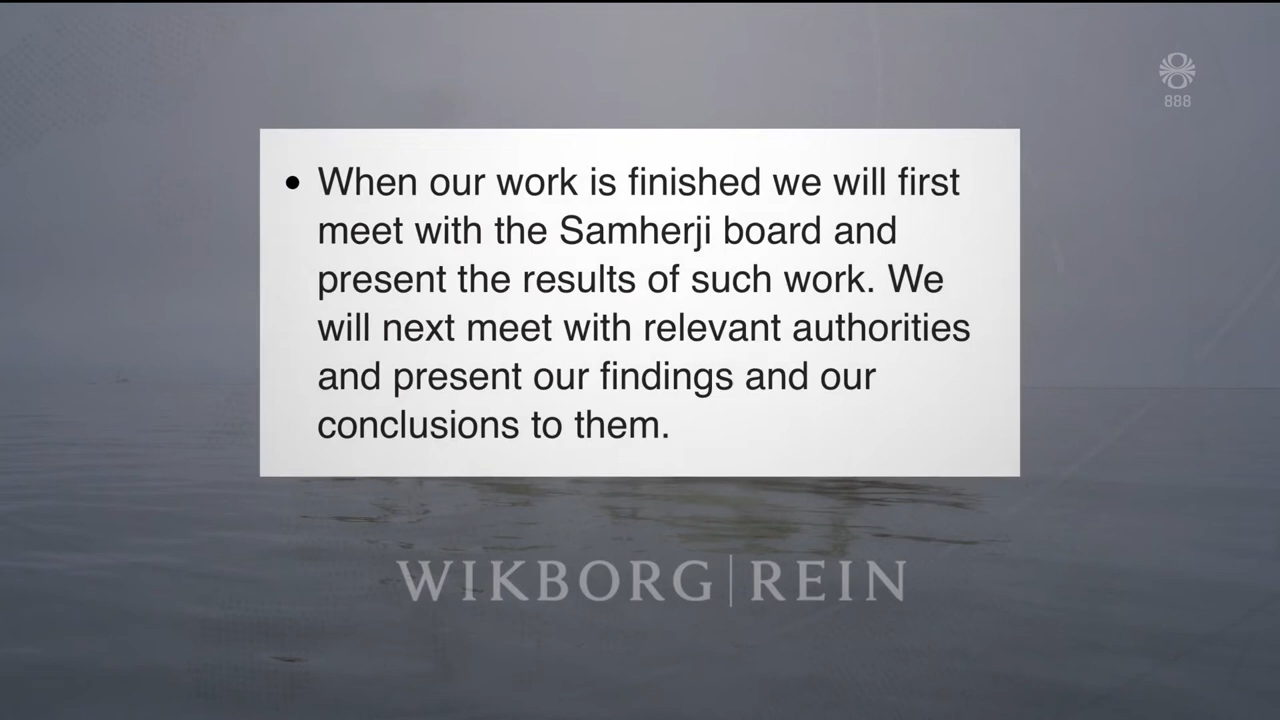 888
• When our work is finished we will first
meet with the Samherji board and
present the results of such work. We
will next meet with relevant authorities
and present our findings and our
conclusions to them.
WIKBORG|REIN